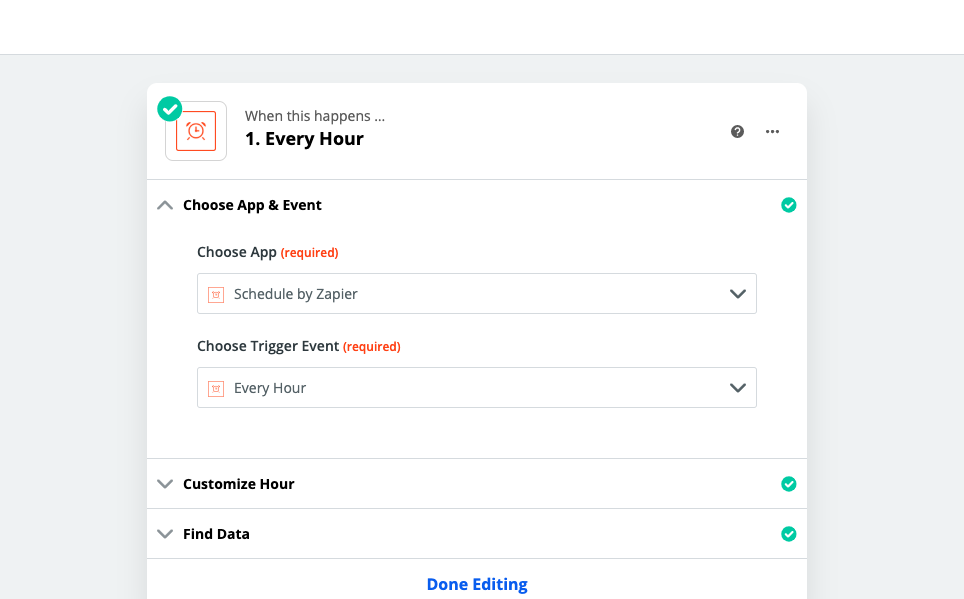 When this happens ...
1. Every Hour
Choose App & Event
Choose App (required)
Schedule by Zapier
Choose Trigger Event (required)
Every Hour
Customize Hour
Find Data
Done Editing